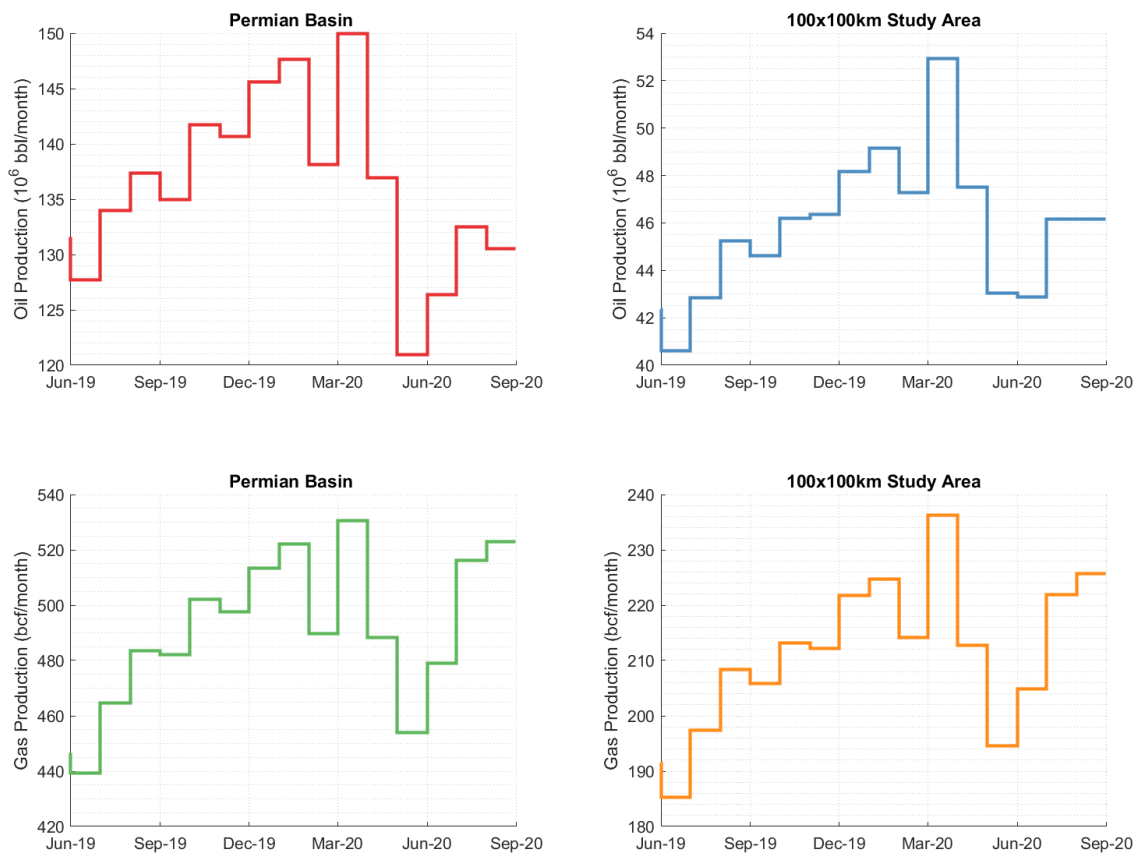 Permian Basin
Oil Production (10⁶ bbl/month)
150
145
140
135
130
125
120
Jun-19 Sep-19 Dec-19 Mar-20 Jun-20 Sep-20
100x100km Study Area
Oil Production (10⁶ bbl/month)
54
52
50
48
46
44
42
40
Jun-19 Sep-19 Dec-19 Mar-20 Jun-20 Sep-20
Permian Basin
Gas Production (bcf/month)
540
520
500
480
460
440
420
Jun-19 Sep-19 Dec-19 Mar-20 Jun-20 Sep-20
100x100km Study Area
Gas Production (bcf/month)
240
230
220
210
200
190
180
Jun-19 Sep-19 Dec-19 Mar-20 Jun-20 Sep-20